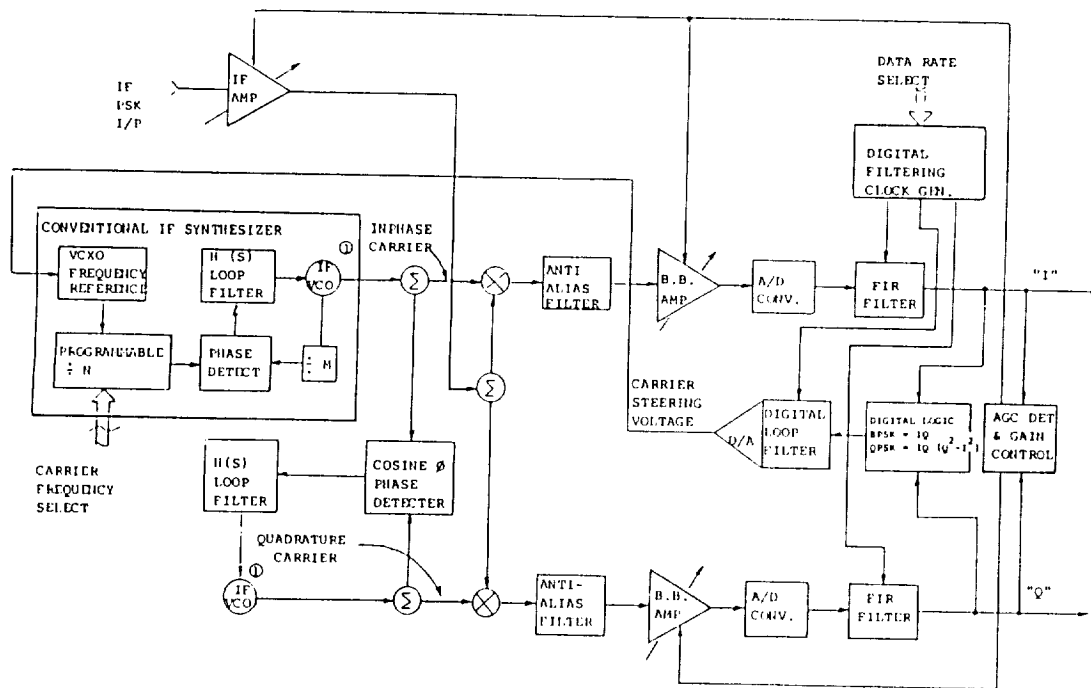 IF
PSK
I/P
IF
AMP
DATA RATE
SELECT
DIGITAL
FILTERING
CLOCK GEN.
CONVENTIONAL IF SYNTHESIZER
VCXO
FREQUENCY
REFERENCE
H (S)
LOOP
FILTER
①
IF
VCO
PROGRAMMABLE
÷ N
PHASE
DETECT
÷ M
CARRIER
FREQUENCY
SELECT
INPHASE
CARRIER
Σ
ANTI
ALIAS
FILTER
B.B.
AMP
A/D
CONV.
FIR
FILTER
"I"
Σ
CARRIER
STEERING
VOLTAGE
D/A
DIGITAL
LOOP
FILTER
DIGITAL LOGIC
BPSK = IQ
QPSK = IQ (Q²-I²)
AGC DET
& GAIN
CONTROL
H(S)
LOOP
FILTER
COSINE Ø
PHASE
DETECTER
QUADRATURE
CARRIER
①
IF
VCO
Σ
ANTI-
ALIAS
FILTER
B.B.
AMP
A/D
CONV.
FIR
FILTER
"Q"